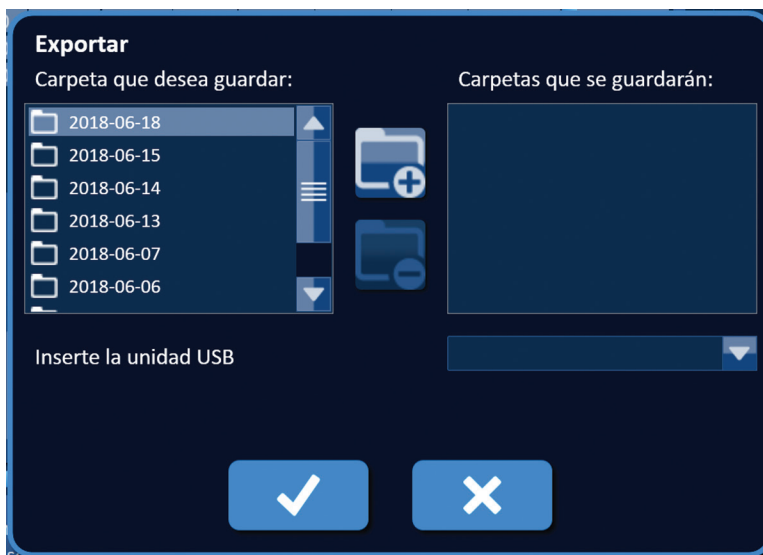 Exportar
Carpeta que desea guardar:
Carpetas que se guardarán:
2018-06-18
2018-06-15
2018-06-14
2018-06-13
2018-06-07
2018-06-06
Inserte la unidad USB